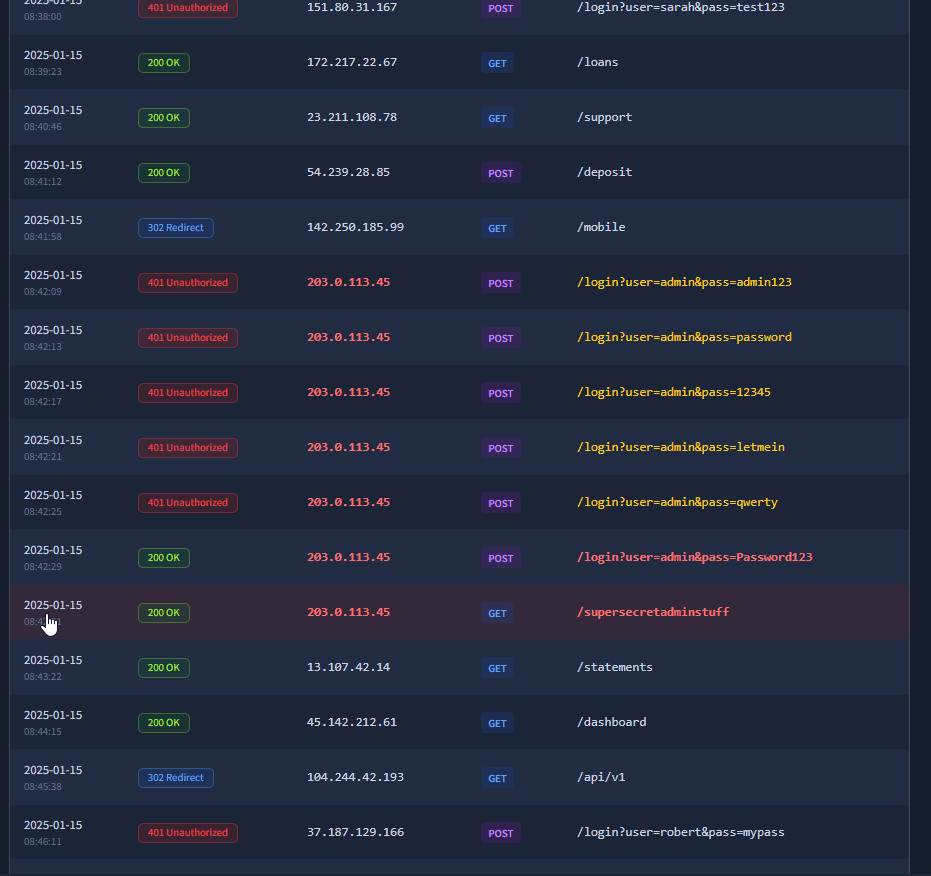 08:38:00 401 Unauthorized 151.80.31.167 POST /login?user=sarah&pass=test123
2025-01-15
08:39:23 200 OK 172.217.22.67 GET /loans
2025-01-15
08:40:46 200 OK 23.211.108.78 GET /support
2025-01-15
08:41:12 200 OK 54.239.28.85 POST /deposit
2025-01-15
08:41:58 302 Redirect 142.250.185.99 GET /mobile
2025-01-15
08:42:09 401 Unauthorized 203.0.113.45 POST /login?user=admin&pass=admin123
2025-01-15
08:42:13 401 Unauthorized 203.0.113.45 POST /login?user=admin&pass=password
2025-01-15
08:42:17 401 Unauthorized 203.0.113.45 POST /login?user=admin&pass=12345
2025-01-15
08:42:21 401 Unauthorized 203.0.113.45 POST /login?user=admin&pass=letmein
2025-01-15
08:42:25 401 Unauthorized 203.0.113.45 POST /login?user=admin&pass=qwerty
2025-01-15
08:42:29 200 OK 203.0.113.45 POST /login?user=admin&pass=Password123
2025-01-15
200 OK 203.0.113.45 GET /supersecretadminstuff
2025-01-15
08:43:22 200 OK 13.107.42.14 GET /statements
2025-01-15
08:44:15 200 OK 45.142.212.61 GET /dashboard
2025-01-15
08:45:38 302 Redirect 104.244.42.193 GET /api/v1
2025-01-15
08:46:11 401 Unauthorized 37.187.129.166 POST /login?user=robert&pass=mypass